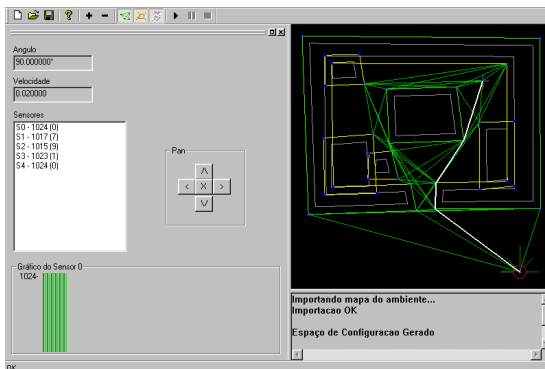 Angulo
90.000000°
Velocidade
0.020000
Sensores
S0 - 1024 (0)
S1 - 1017 (7)
S2 - 1015 (9)
S3 - 1023 (1)
S4 - 1024 (0)
Pan
Λ
< X >
V
Gráfico do Sensor 0
1024-
Importando mapa do ambiente...
Importacao OK
Espaço de Configuracao Gerado
OK